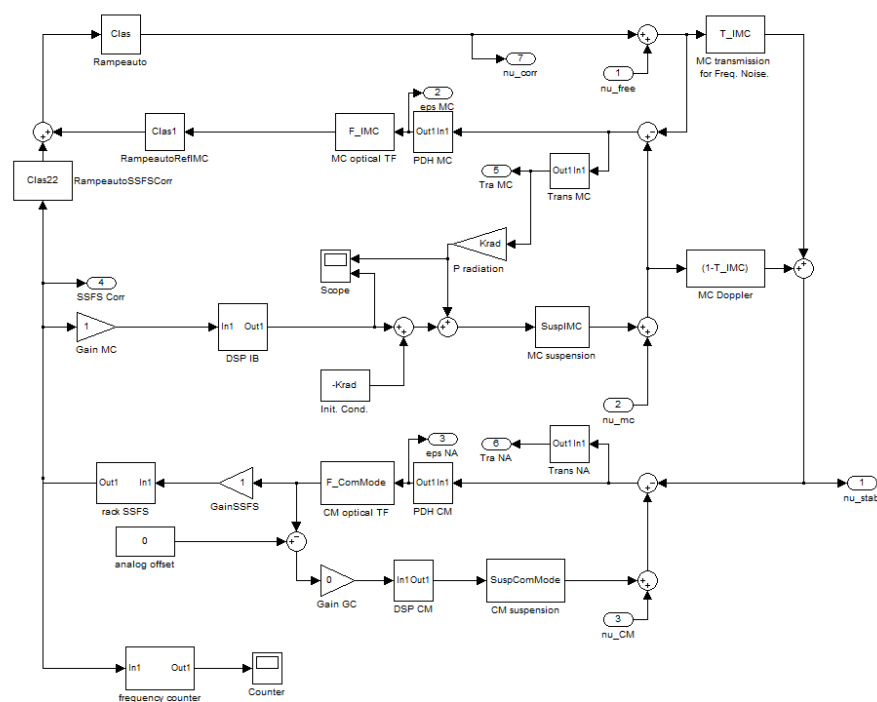 Clas
Rampeauto
7
nu_corr
1
nu_free
T_IMC
MC transmission
for Freq. Noise.
2
eps MC
Clas1
RampeautoRefIMC
F_IMC
MC optical TF
Out1 In1
PDH MC
Clas22
RampeautoSSFSCorr
5
Tra MC
Out1 In1
Trans MC
Krad
P radiation
Scope
4
SSFS Corr
(1-T_IMC)
MC Doppler
1
Gain MC
In1 Out1
DSP IB
SuspIMC
MC suspension
-Krad
Init. Cond.
2
nu_mc
3
eps NA
6
Tra NA
Out1 In1
Trans NA
Out1 In1
rack SSFS
1
GainSSFS
F_ComMode
CM optical TF
Out1 In1
PDH CM
1
nu_stab
0
analog offset
0
Gain GC
In1 Out1
DSP CM
SuspComMode
CM suspension
3
nu_CM
In1 Out1
frequency counter
Counter